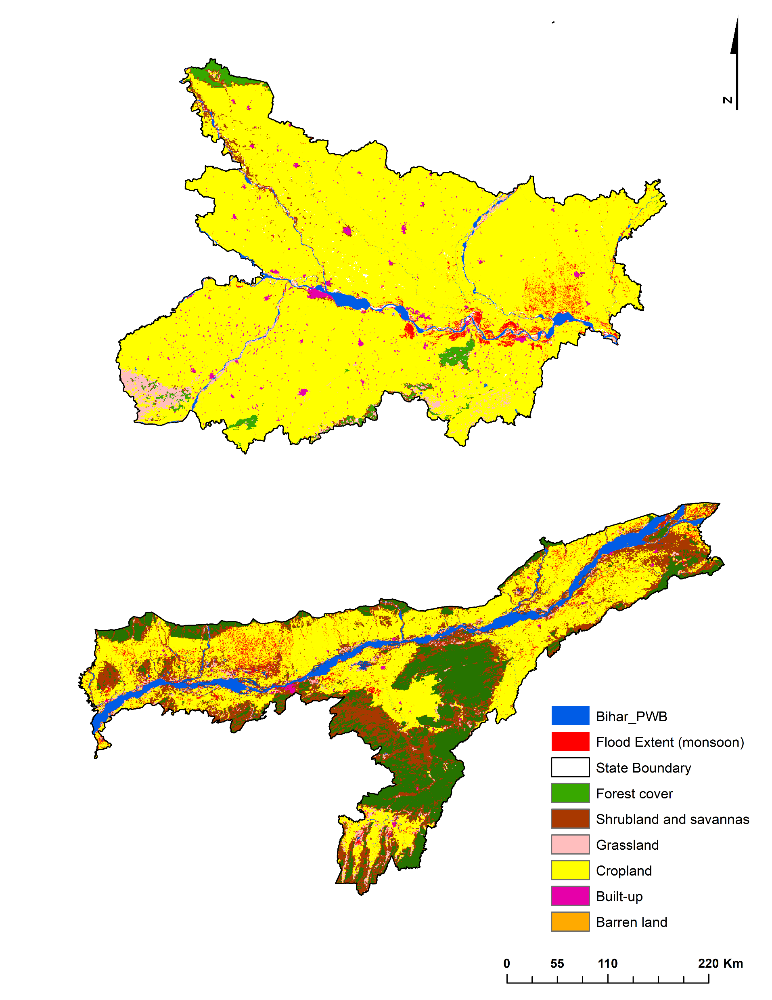 N
Bihar_PWB
Flood Extent (monsoon)
State Boundary
Forest cover
Shrubland and savannas
Grassland
Cropland
Built-up
Barren land
0 55 110 220 Km